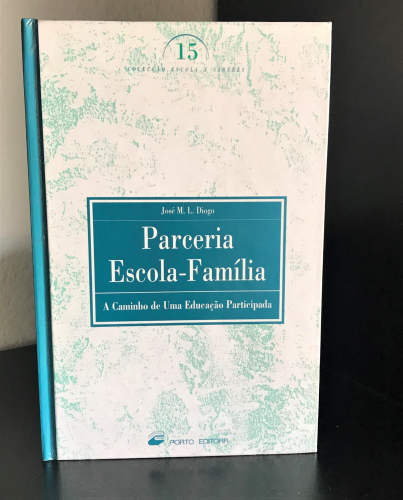 15
COLECÇÃO ESCOLA E SABERES
José M. L. Diogo
Parceria
Escola-Família
A Caminho de Uma Educação Participada
PORTO EDITORA